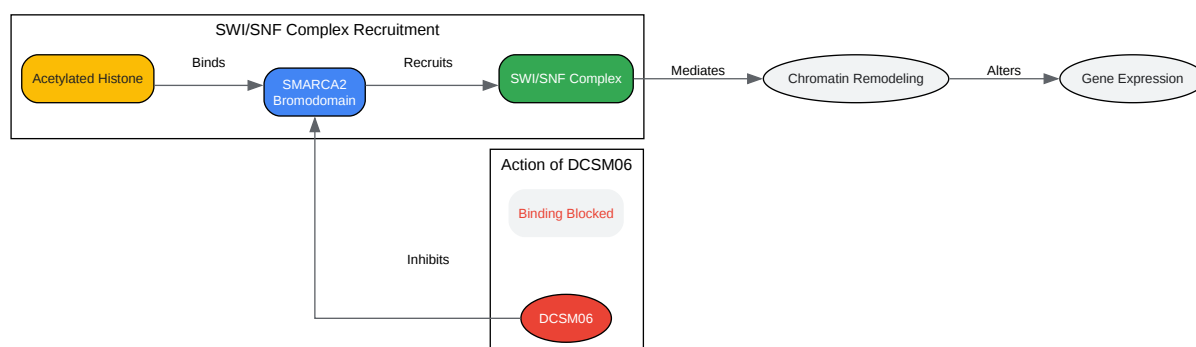 SWI/SNF Complex Recruitment
Acetylated Histone
Binds
SMARCA2
Bromodomain
Recruits
SWI/SNF Complex
Mediates
Chromatin Remodeling
Alters
Gene Expression
Action of DCSM06
Binding Blocked
Inhibits
DCSM06